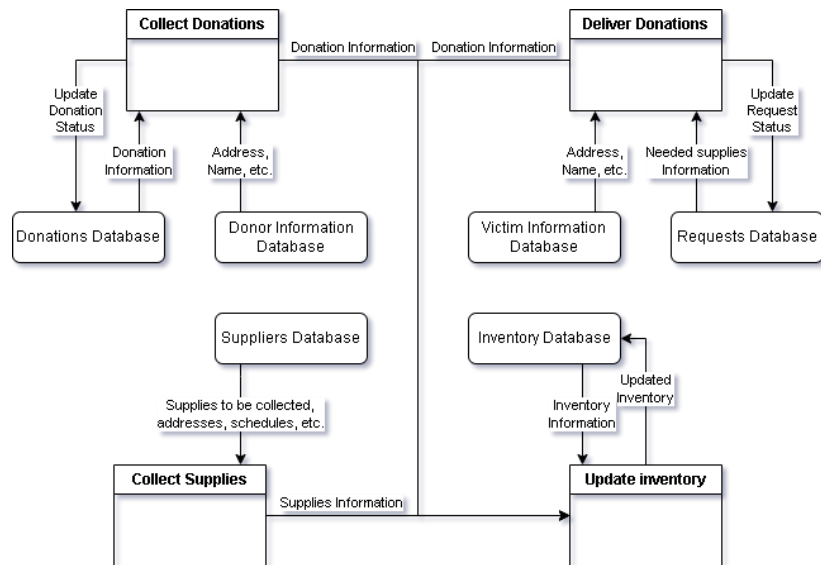 Collect Donations
Deliver Donations
Donation Information
Donation Information
Update
Donation
Status
Donation
Information
Address,
Name, etc.
Address,
Name, etc.
Needed supplies
Information
Update
Request
Status
Donations Database
Donor Information
Database
Victim Information
Database
Requests Database
Suppliers Database
Inventory Database
Supplies to be collected,
addresses, schedules, etc.
Inventory
Information
Updated
Inventory
Collect Supplies
Supplies Information
Update inventory